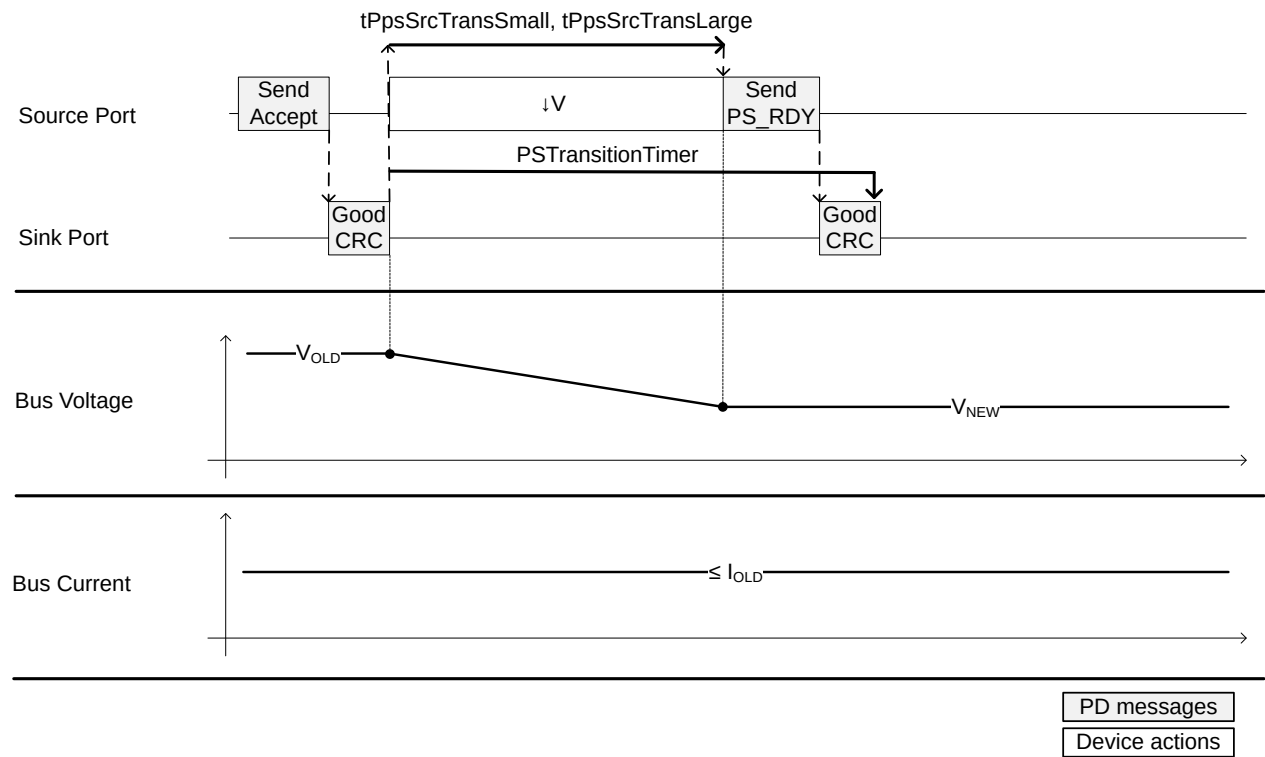 tPpsSrcTransSmall, tPpsSrcTransLarge
Source Port
Send
Accept
↓V
Send
PS_RDY
PSTransitionTimer
Sink Port
Good
CRC
Good
CRC
Bus Voltage
VOLD
VNEW
Bus Current
≤ IOLD
PD messages
Device actions